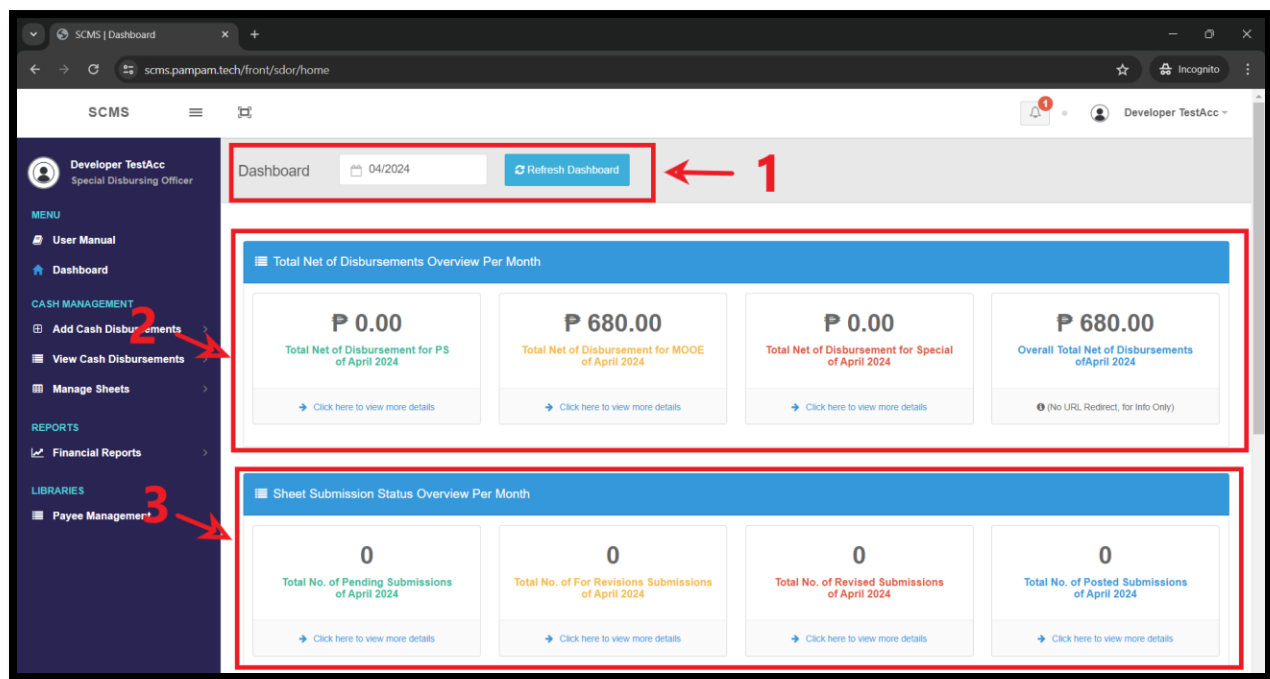 SCMS | Dashboard
scms.pampam.tech/front/sdor/home
Incognito
SCMS
1
Developer TestAcc
Developer TestAcc
Special Disbursing Officer
MENU
User Manual
Dashboard
CASH MANAGEMENT
Add Cash Disbursements
View Cash Disbursements
Manage Sheets
REPORTS
Financial Reports
LIBRARIES
Payee Management
Dashboard
04/2024
Refresh Dashboard
1
2
Total Net of Disbursements Overview Per Month
₱ 0.00
Total Net of Disbursement for PS
of April 2024
Click here to view more details
₱ 680.00
Total Net of Disbursement for MOOE
of April 2024
Click here to view more details
₱ 0.00
Total Net of Disbursement for Special
of April 2024
Click here to view more details
₱ 680.00
Overall Total Net of Disbursements
ofApril 2024
(No URL Redirect, for Info Only)
3
Sheet Submission Status Overview Per Month
0
Total No. of Pending Submissions
of April 2024
Click here to view more details
0
Total No. of For Revisions Submissions
of April 2024
Click here to view more details
0
Total No. of Revised Submissions
of April 2024
Click here to view more details
0
Total No. of Posted Submissions
of April 2024
Click here to view more details